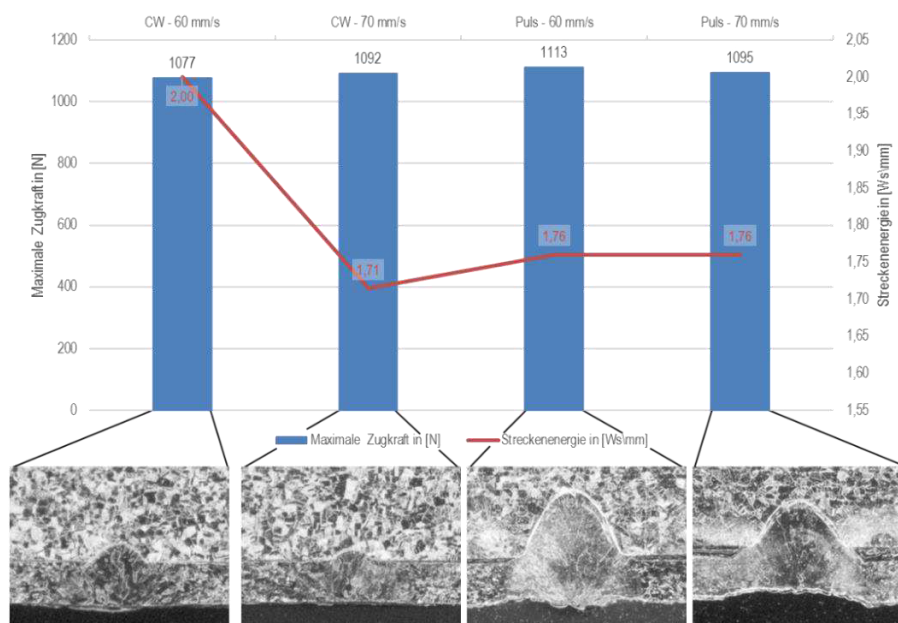 CW - 60 mm/s CW - 70 mm/s Puls - 60 mm/s Puls - 70 mm/s
1200 2,05
1077 1092 1113 1095
1000 2,00
2,00
1,95
800 1,90
1,85
600 1,80
1,76 1,76
1,75
400 1,71
1,70
200 1,65
1,60
0 1,55
Maximale Zugkraft in [N]
Streckenenergie in [Ws\mm]
Maximale Zugkraft in [N] Streckenenergie in [Ws\mm]